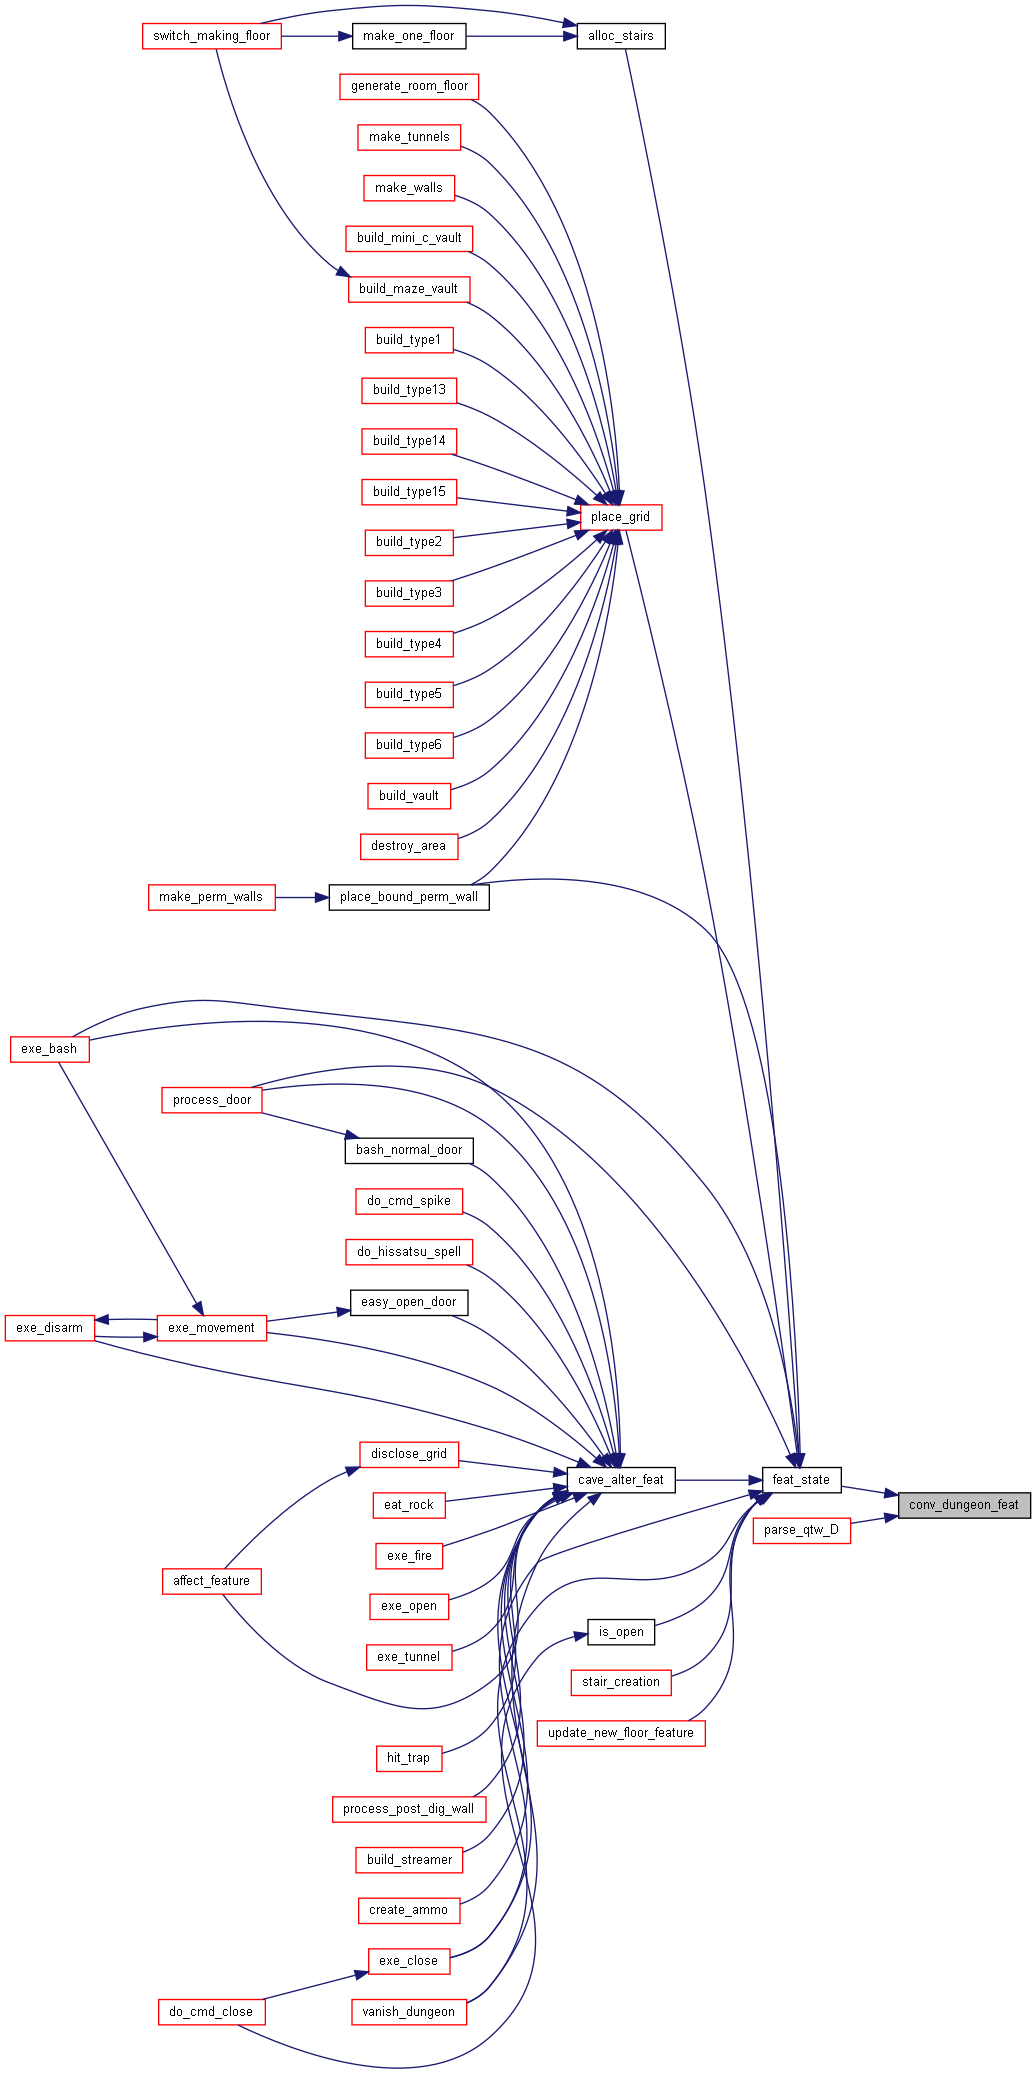 switch_making_floor
make_one_floor
alloc_stairs
generate_room_floor
make_tunnels
make_walls
build_mini_c_vault
build_maze_vault
build_type1
build_type13
build_type14
build_type15
place_grid
build_type2
build_type3
build_type4
build_type5
build_type6
build_vault
destroy_area
make_perm_walls
place_bound_perm_wall
exe_bash
process_door
bash_normal_door
do_cmd_spike
do_hissatsu_spell
easy_open_door
exe_disarm
exe_movement
disclose_grid
cave_alter_feat
feat_state
conv_dungeon_feat
eat_rock
parse_qtw_D
exe_fire
affect_feature
exe_open
is_open
exe_tunnel
stair_creation
update_new_floor_feature
hit_trap
process_post_dig_wall
build_streamer
create_ammo
exe_close
do_cmd_close
vanish_dungeon